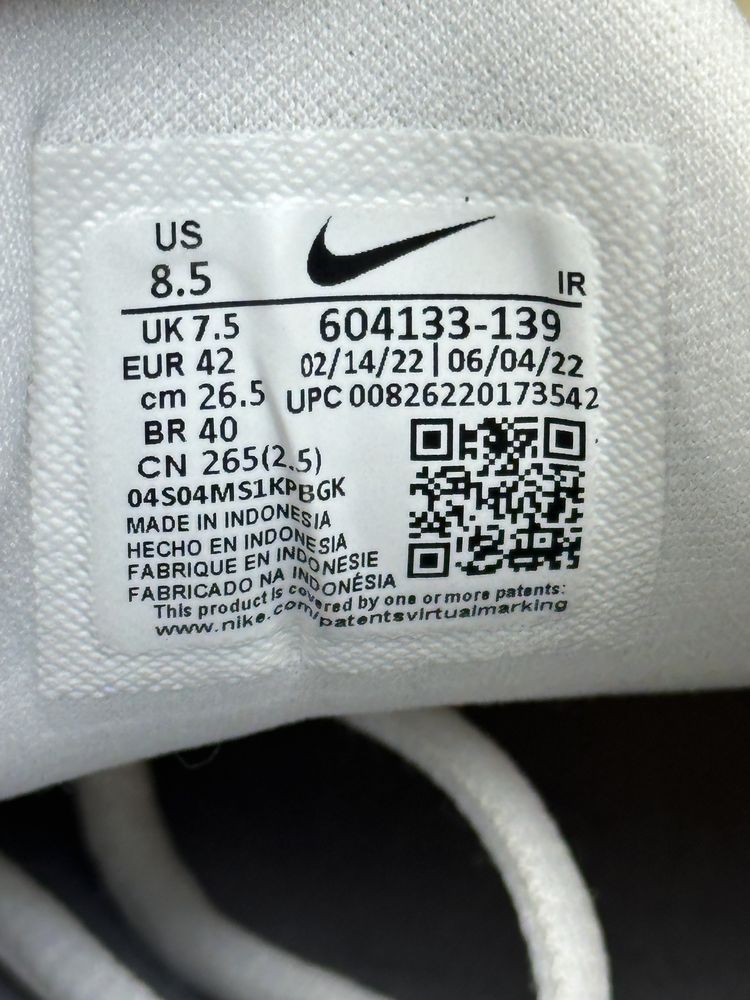 US
8.5
IR
UK 7.5
604133-139
EUR 42
02/14/22 | 06/04/22
cm 26.5
UPC 00826220173542
BR 40
CN 265(2.5)
04S04MS1KPBGK
MADE IN INDONESIA
HECHO EN INDONESIA
FABRIQUE EN INDONESIE
FABRICADO NA INDONÉSIA
This product is covered by one or more patents:
www.nike.com/patentsvirtualmarking